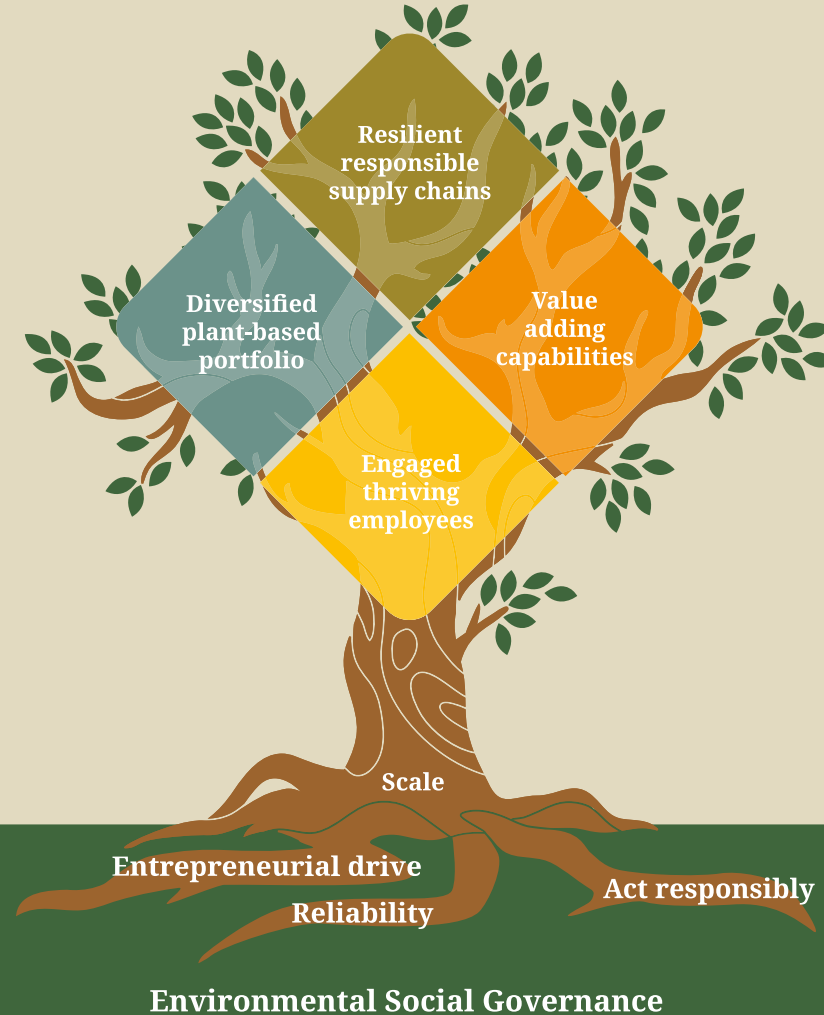 Resilient
responsible
supply chains
Diversified
plant-based
portfolio
Value
adding
capabilities
Engaged
thriving
employees
Scale
Entrepreneurial drive
Act responsibly
Reliability
Environmental Social Governance